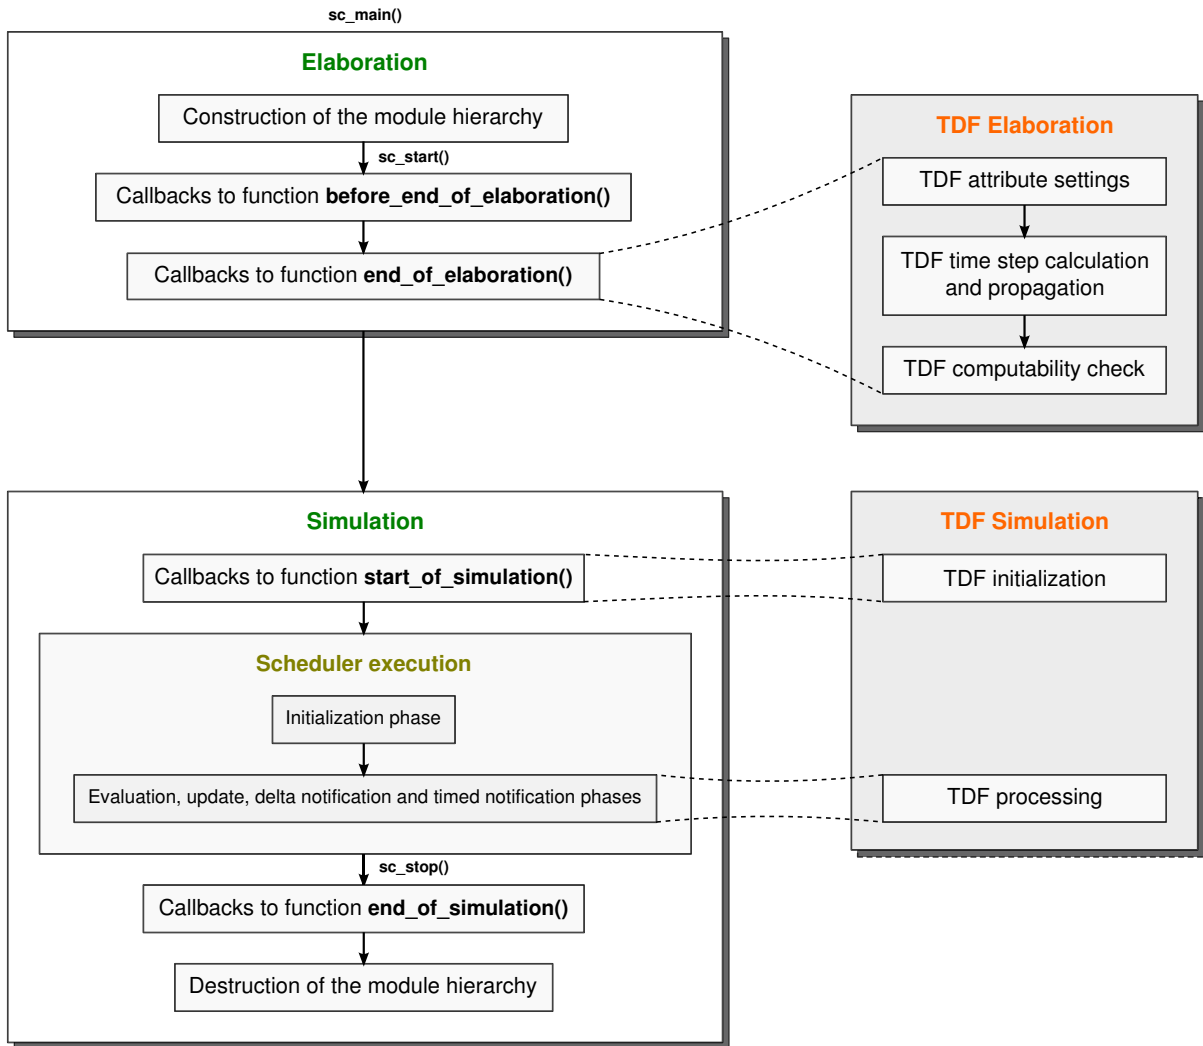 sc_main()
Elaboration
Construction of the module hierarchy
sc_start()
Callbacks to function before_end_of_elaboration()
Callbacks to function end_of_elaboration()
TDF Elaboration
TDF attribute settings
TDF time step calculation
and propagation
TDF computability check
Simulation
Callbacks to function start_of_simulation()
Scheduler execution
Initialization phase
Evaluation, update, delta notification and timed notification phases
sc_stop()
Callbacks to function end_of_simulation()
Destruction of the module hierarchy
TDF Simulation
TDF initialization
TDF processing